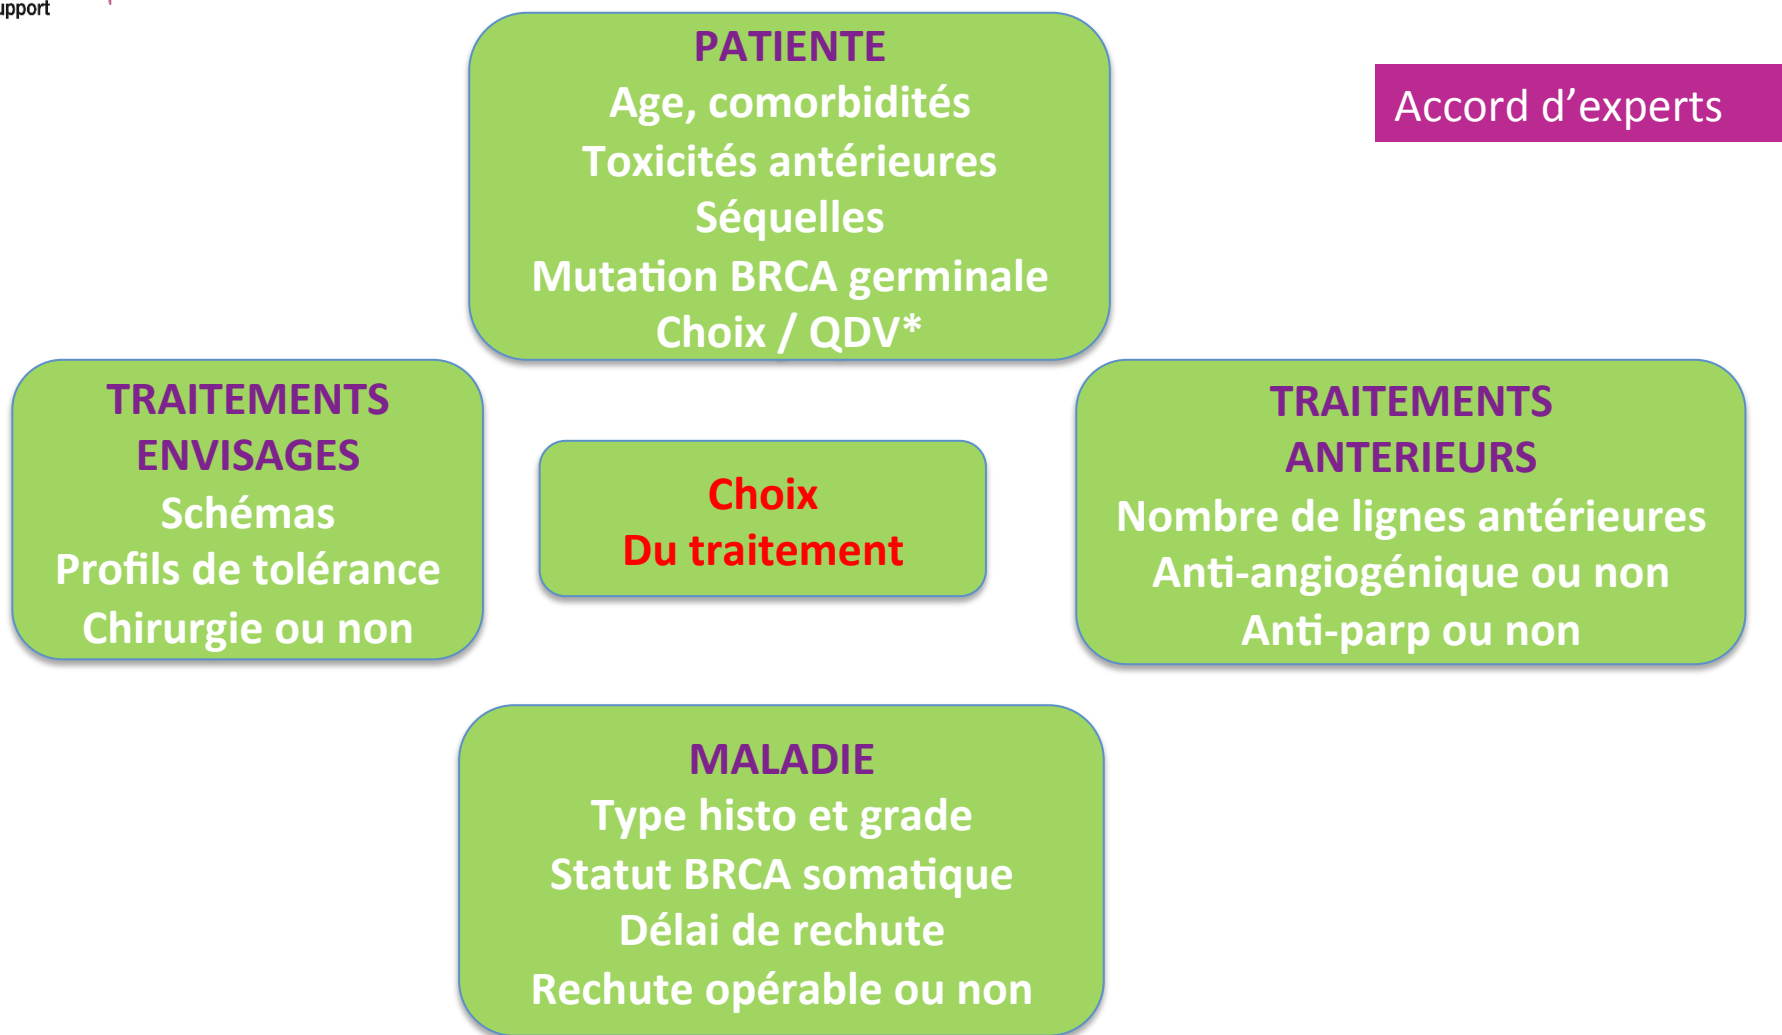 upport
PATIENTE
Age, comorbidités
Toxicités antérieures
Séquelles
Mutation BRCA germinale
Choix / QDV*
Accord d’experts
TRAITEMENTS
ENVISAGES
Schémas
Profils de tolérance
Chirurgie ou non
Choix
Du traitement
TRAITEMENTS
ANTERIEURS
Nombre de lignes antérieures
Anti-angiogénique ou non
Anti-parp ou non
MALADIE
Type histo et grade
Statut BRCA somatique
Délai de rechute
Rechute opérable ou non